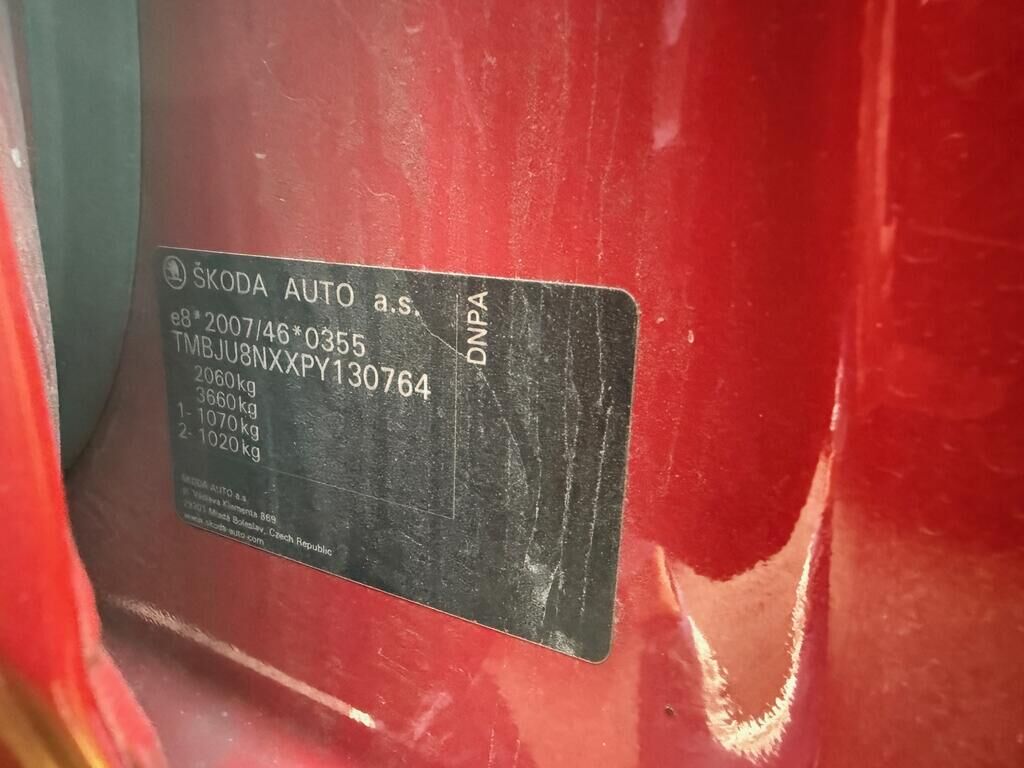 ŠKODA AUTO a.s.
e8*2007/46*0355
TMBJU8NXXPY130764
2060kg
3660kg
1- 1070kg
2- 1020kg
DNPA
ŠKODA AUTO a.s
tř. Václava Klementa 869
29301 Mladá Boleslav, Czech Republic
www.skoda-auto.com